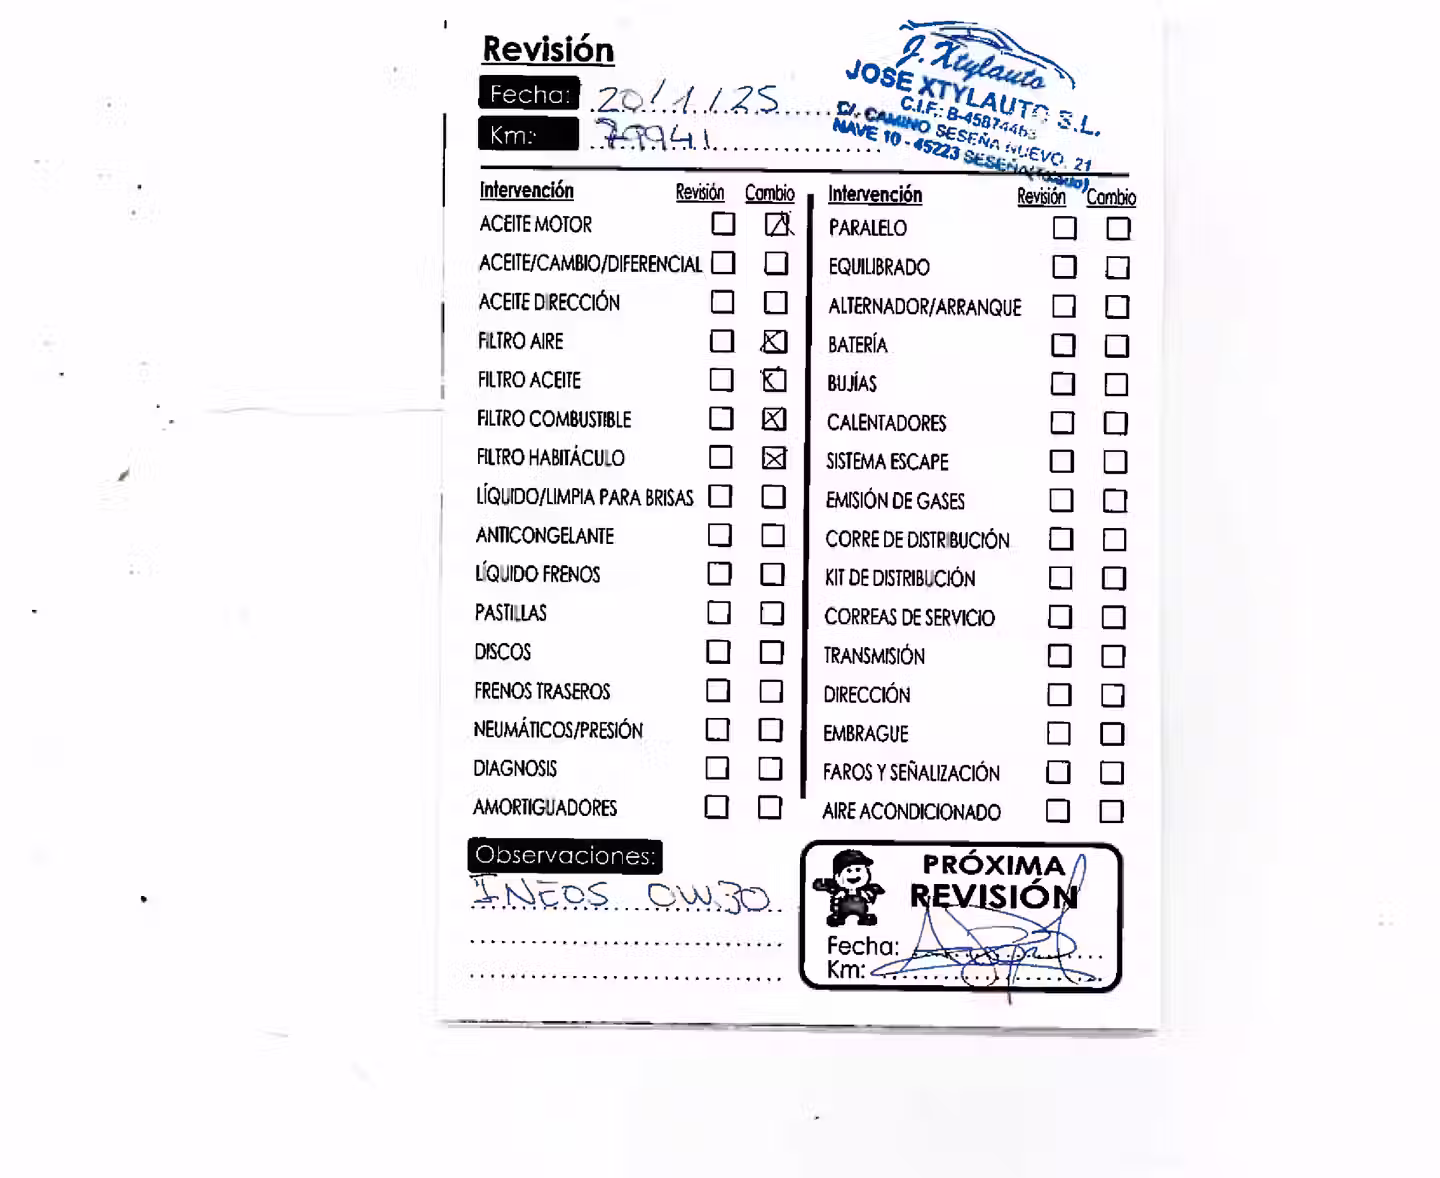 Revisión
Fecha: 20/1/25
Km: 79941
J. Xtylauto
JOSE XTYLAUTO S.L.
C.I.F.: B-4587446
C/. CAMINO SESEÑA NUEVO, 21
NAVE 10 - 45223 SESEÑA (Toledo)
Intervención Revisión Cambio
ACEITE MOTOR
ACEITE/CAMBIO/DIFERENCIAL
ACEITE DIRECCIÓN
FILTRO AIRE
FILTRO ACEITE
FILTRO COMBUSTIBLE
FILTRO HABITÁCULO
LÍQUIDO/LIMPIA PARA BRISAS
ANTICONGELANTE
LÍQUIDO FRENOS
PASTILLAS
DISCOS
FRENOS TRASEROS
NEUMÁTICOS/PRESIÓN
DIAGNOSIS
AMORTIGUADORES
Intervención Revisión Cambio
PARALELO
EQUILIBRADO
ALTERNADOR/ARRANQUE
BATERÍA
BUJÍAS
CALENTADORES
SISTEMA ESCAPE
EMISIÓN DE GASES
CORRE DE DISTRIBUCIÓN
KIT DE DISTRIBUCIÓN
CORREAS DE SERVICIO
TRANSMISIÓN
DIRECCIÓN
EMBRAGUE
FAROS Y SEÑALIZACIÓN
AIRE ACONDICIONADO
Observaciones:
INEOS 0W30
PRÓXIMA
REVISIÓN
Fecha:
Km: